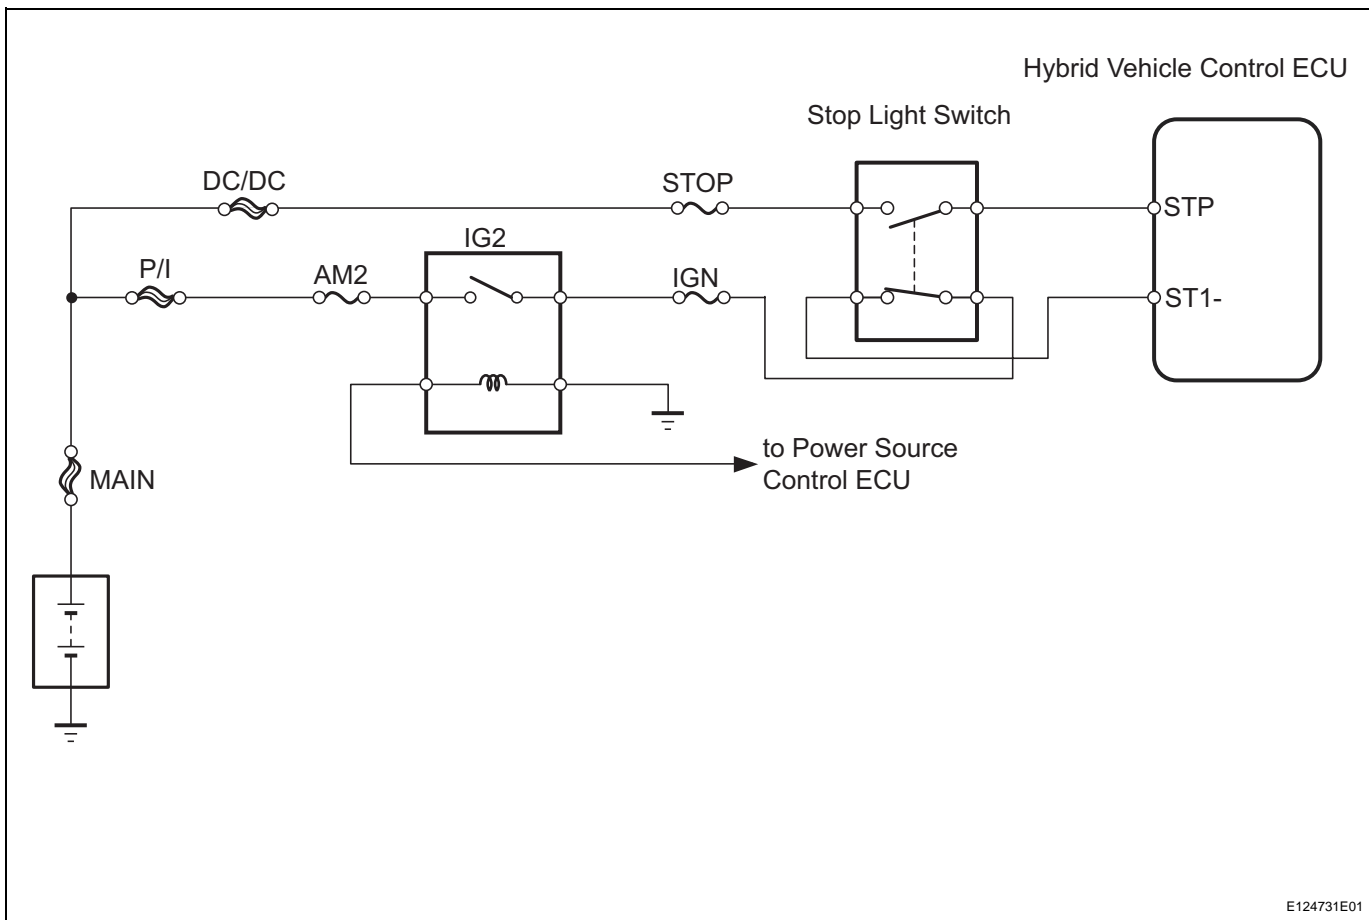 Hybrid Vehicle Control ECU
Stop Light Switch
DC/DC
STOP
STP
IG2
P/I
AM2
IGN
ST1-
to Power Source
Control ECU
MAIN
E124731E01